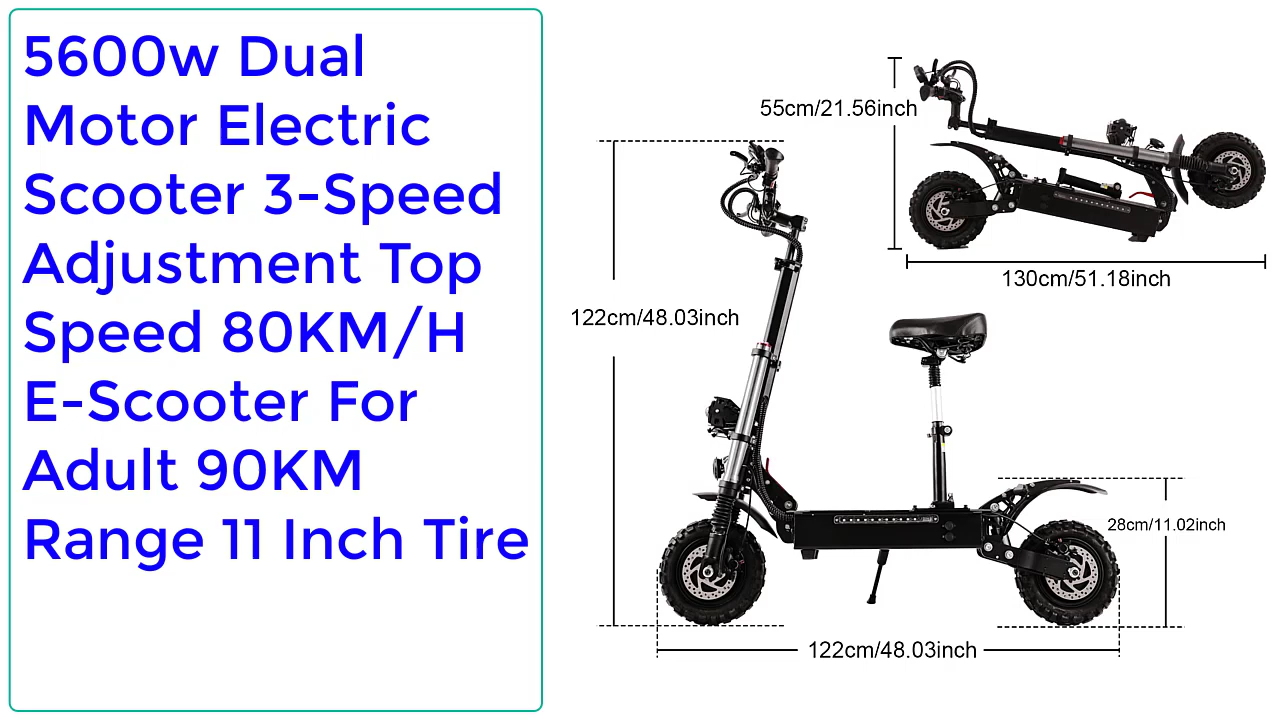 5600w Dual
Motor Electric
Scooter 3-Speed
Adjustment Top
Speed 80KM/H
E-Scooter For
Adult 90KM
Range 11 Inch Tire
55cm/21.56inch
130cm/51.18inch
122cm/48.03inch
28cm/11.02inch
122cm/48.03inch